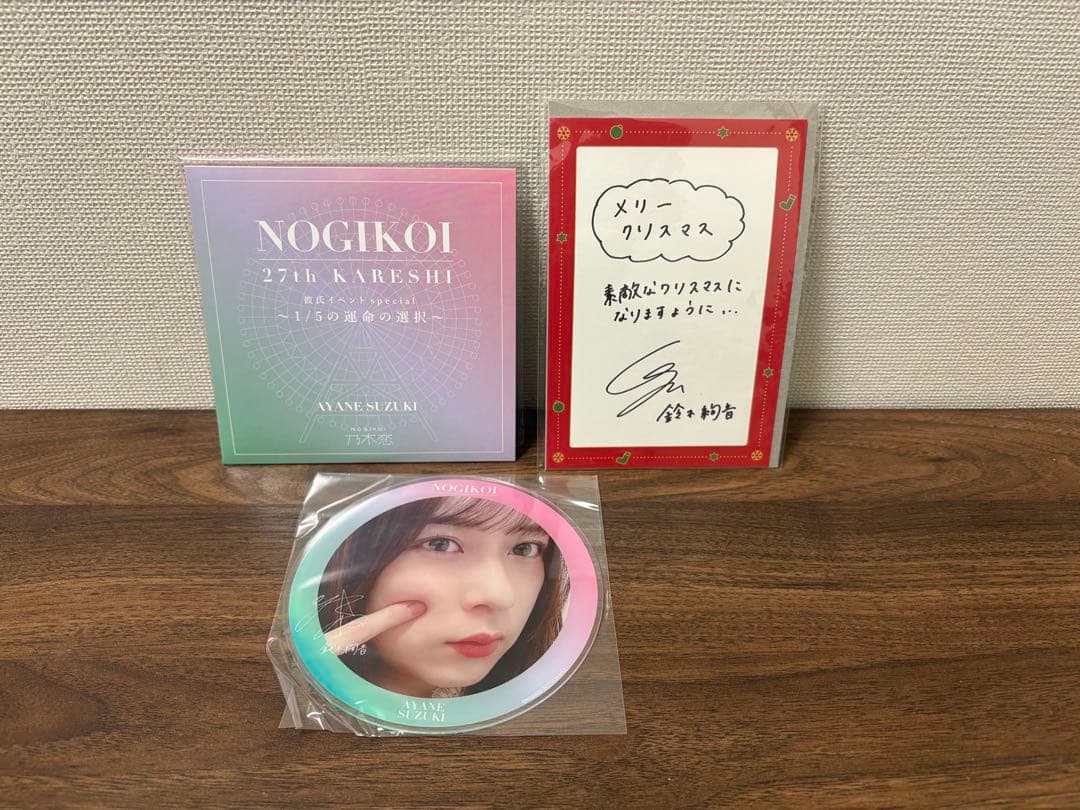 NOGIKOI
27th KARESHI
彼氏イベントspecial
～1/5の運命の選択～
AYANE SUZUKI
NOGIKOI
乃木恋
メリー
クリスマス
素敵なクリスマスに
なりますように...
鈴木絢音
NOGIKOI
鈴木絢音
AYANE
SUZUKI